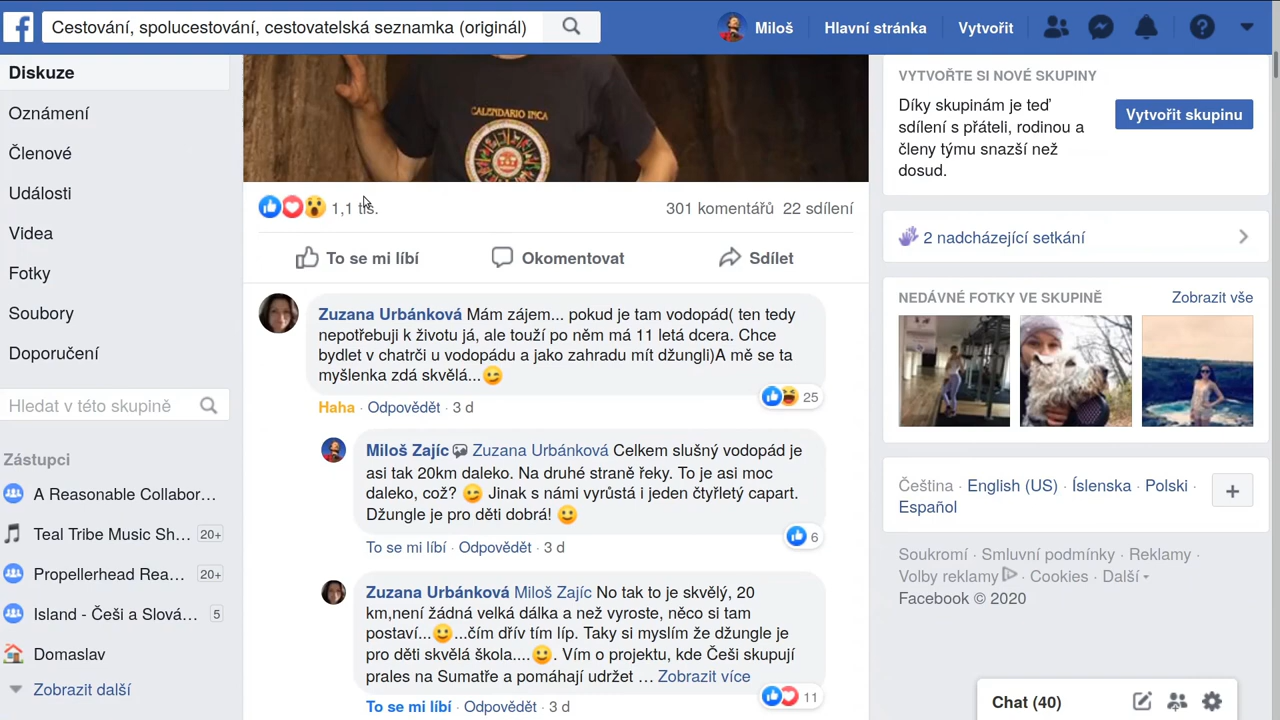 f
Cestování, spolucestování, cestovatelská seznamka (originál)
Miloš
Hlavní stránka
Vytvořit
Diskuze
Oznámení
Členové
Události
Videa
Fotky
Soubory
Doporučení
Hledat v této skupině
Zástupci
A Reasonable Collabor...
Teal Tribe Music Sh... 20+
Propellerhead Rea... 20+
Island - Češi a Slová... 5
Domaslav
Zobrazit další
CALENDARIO INCA
1,1 tis.
301 komentářů 22 sdílení
To se mi líbí
Okomentovat
Sdílet
Zuzana Urbánková Mám zájem... pokud je tam vodopád( ten tedy
nepotřebuji k životu já, ale touží po něm má 11 letá dcera. Chce
bydlet v chatrči u vodopádu a jako zahradu mít džungli)A mě se ta
myšlenka zdá skvělá...😉
25
Haha · Odpovědět · 3 d
Miloš Zajíc Zuzana Urbánková Celkem slušný vodopád je
asi tak 20km daleko. Na druhé straně řeky. To je asi moc
daleko, což? 😉 Jinak s námi vyrůstá i jeden čtyřletý capart.
Džungle je pro děti dobrá! 🙂
6
To se mi líbí · Odpovědět · 3 d
Zuzana Urbánková Miloš Zajíc No tak to je skvělý, 20
km,není žádná velká dálka a než vyroste, něco si tam
postaví...🙂...čím dřív tím líp. Taky si myslím že džungle je
pro děti skvělá škola....🙂. Vím o projektu, kde Češi skupují
prales na Sumatře a pomáhají udržet … Zobrazit více
11
To se mi líbí · Odpovědět · 3 d
VYTVOŘTE SI NOVÉ SKUPINY
Díky skupinám je teď
sdílení s přáteli, rodinou a
členy týmu snazší než
dosud.
Vytvořit skupinu
2 nadcházející setkání
NEDÁVNÉ FOTKY VE SKUPINĚ
Zobrazit vše
Čeština · English (US) · Íslenska · Polski ·
Español
Soukromí · Smluvní podmínky · Reklamy ·
Volby reklamy · Cookies · Další
Facebook © 2020
Chat (40)